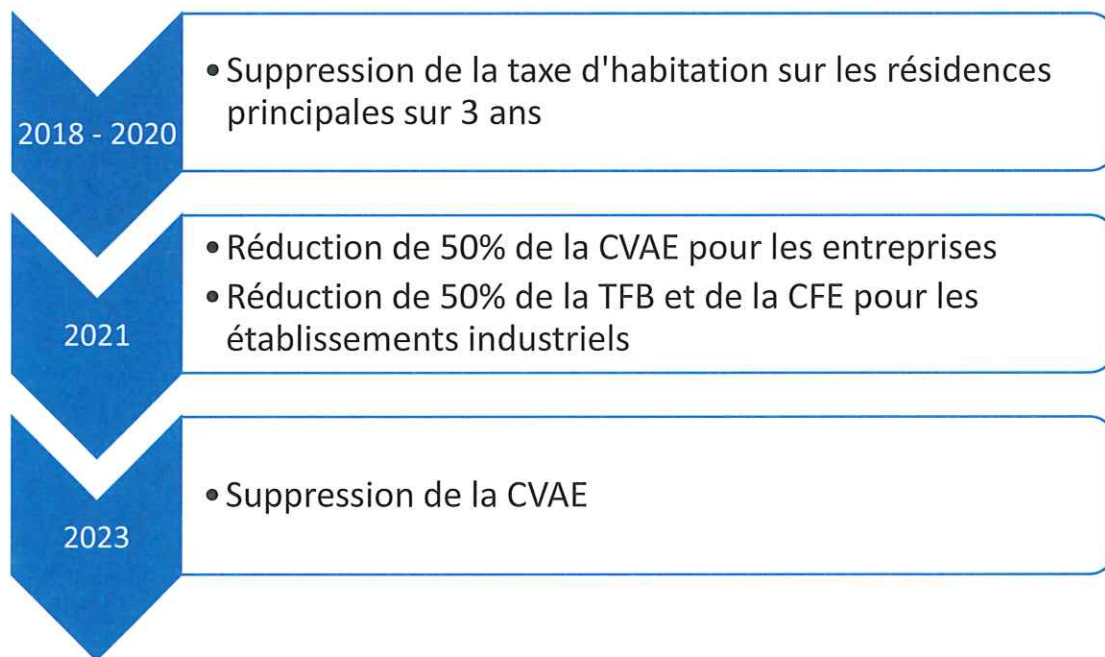 • Suppression de la taxe d'habitation sur les résidences
principales sur 3 ans
2018 - 2020
• Réduction de 50% de la CVAE pour les entreprises
• Réduction de 50% de la TFB et de la CFE pour les
établissements industriels
2021
• Suppression de la CVAE
2023